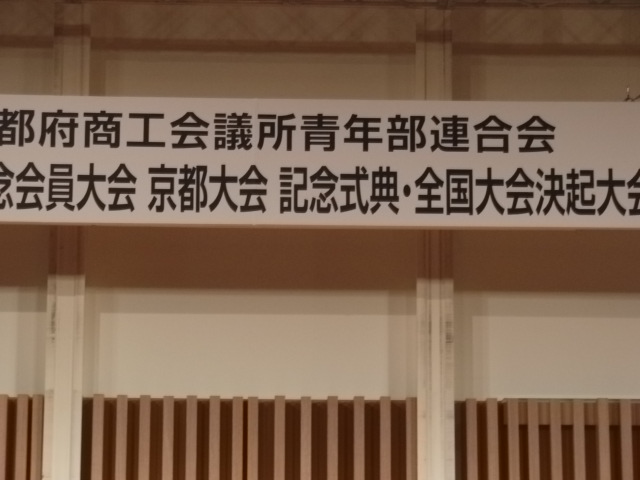 都府商工会議所青年部連合会
念会員大会 京都大会 記念式典・全国大会決起大会